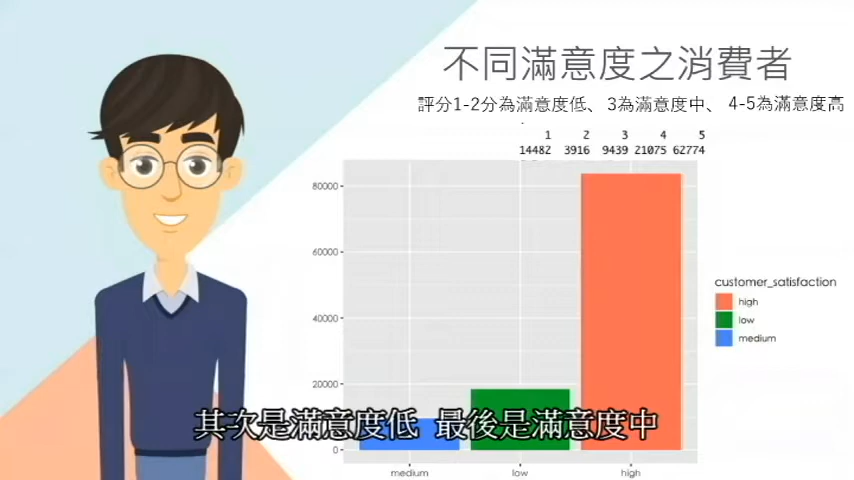 不同滿意度之消費者
評分1-2分為滿意度低、 3為滿意度中、 4-5為滿意度高
1 2 3 4 5
14482 3916 9439 21075 62774
80000
60000
40000
20000
0
medium low high
customer_satisfaction
high
low
medium
其次是滿意度低 最後是滿意度中